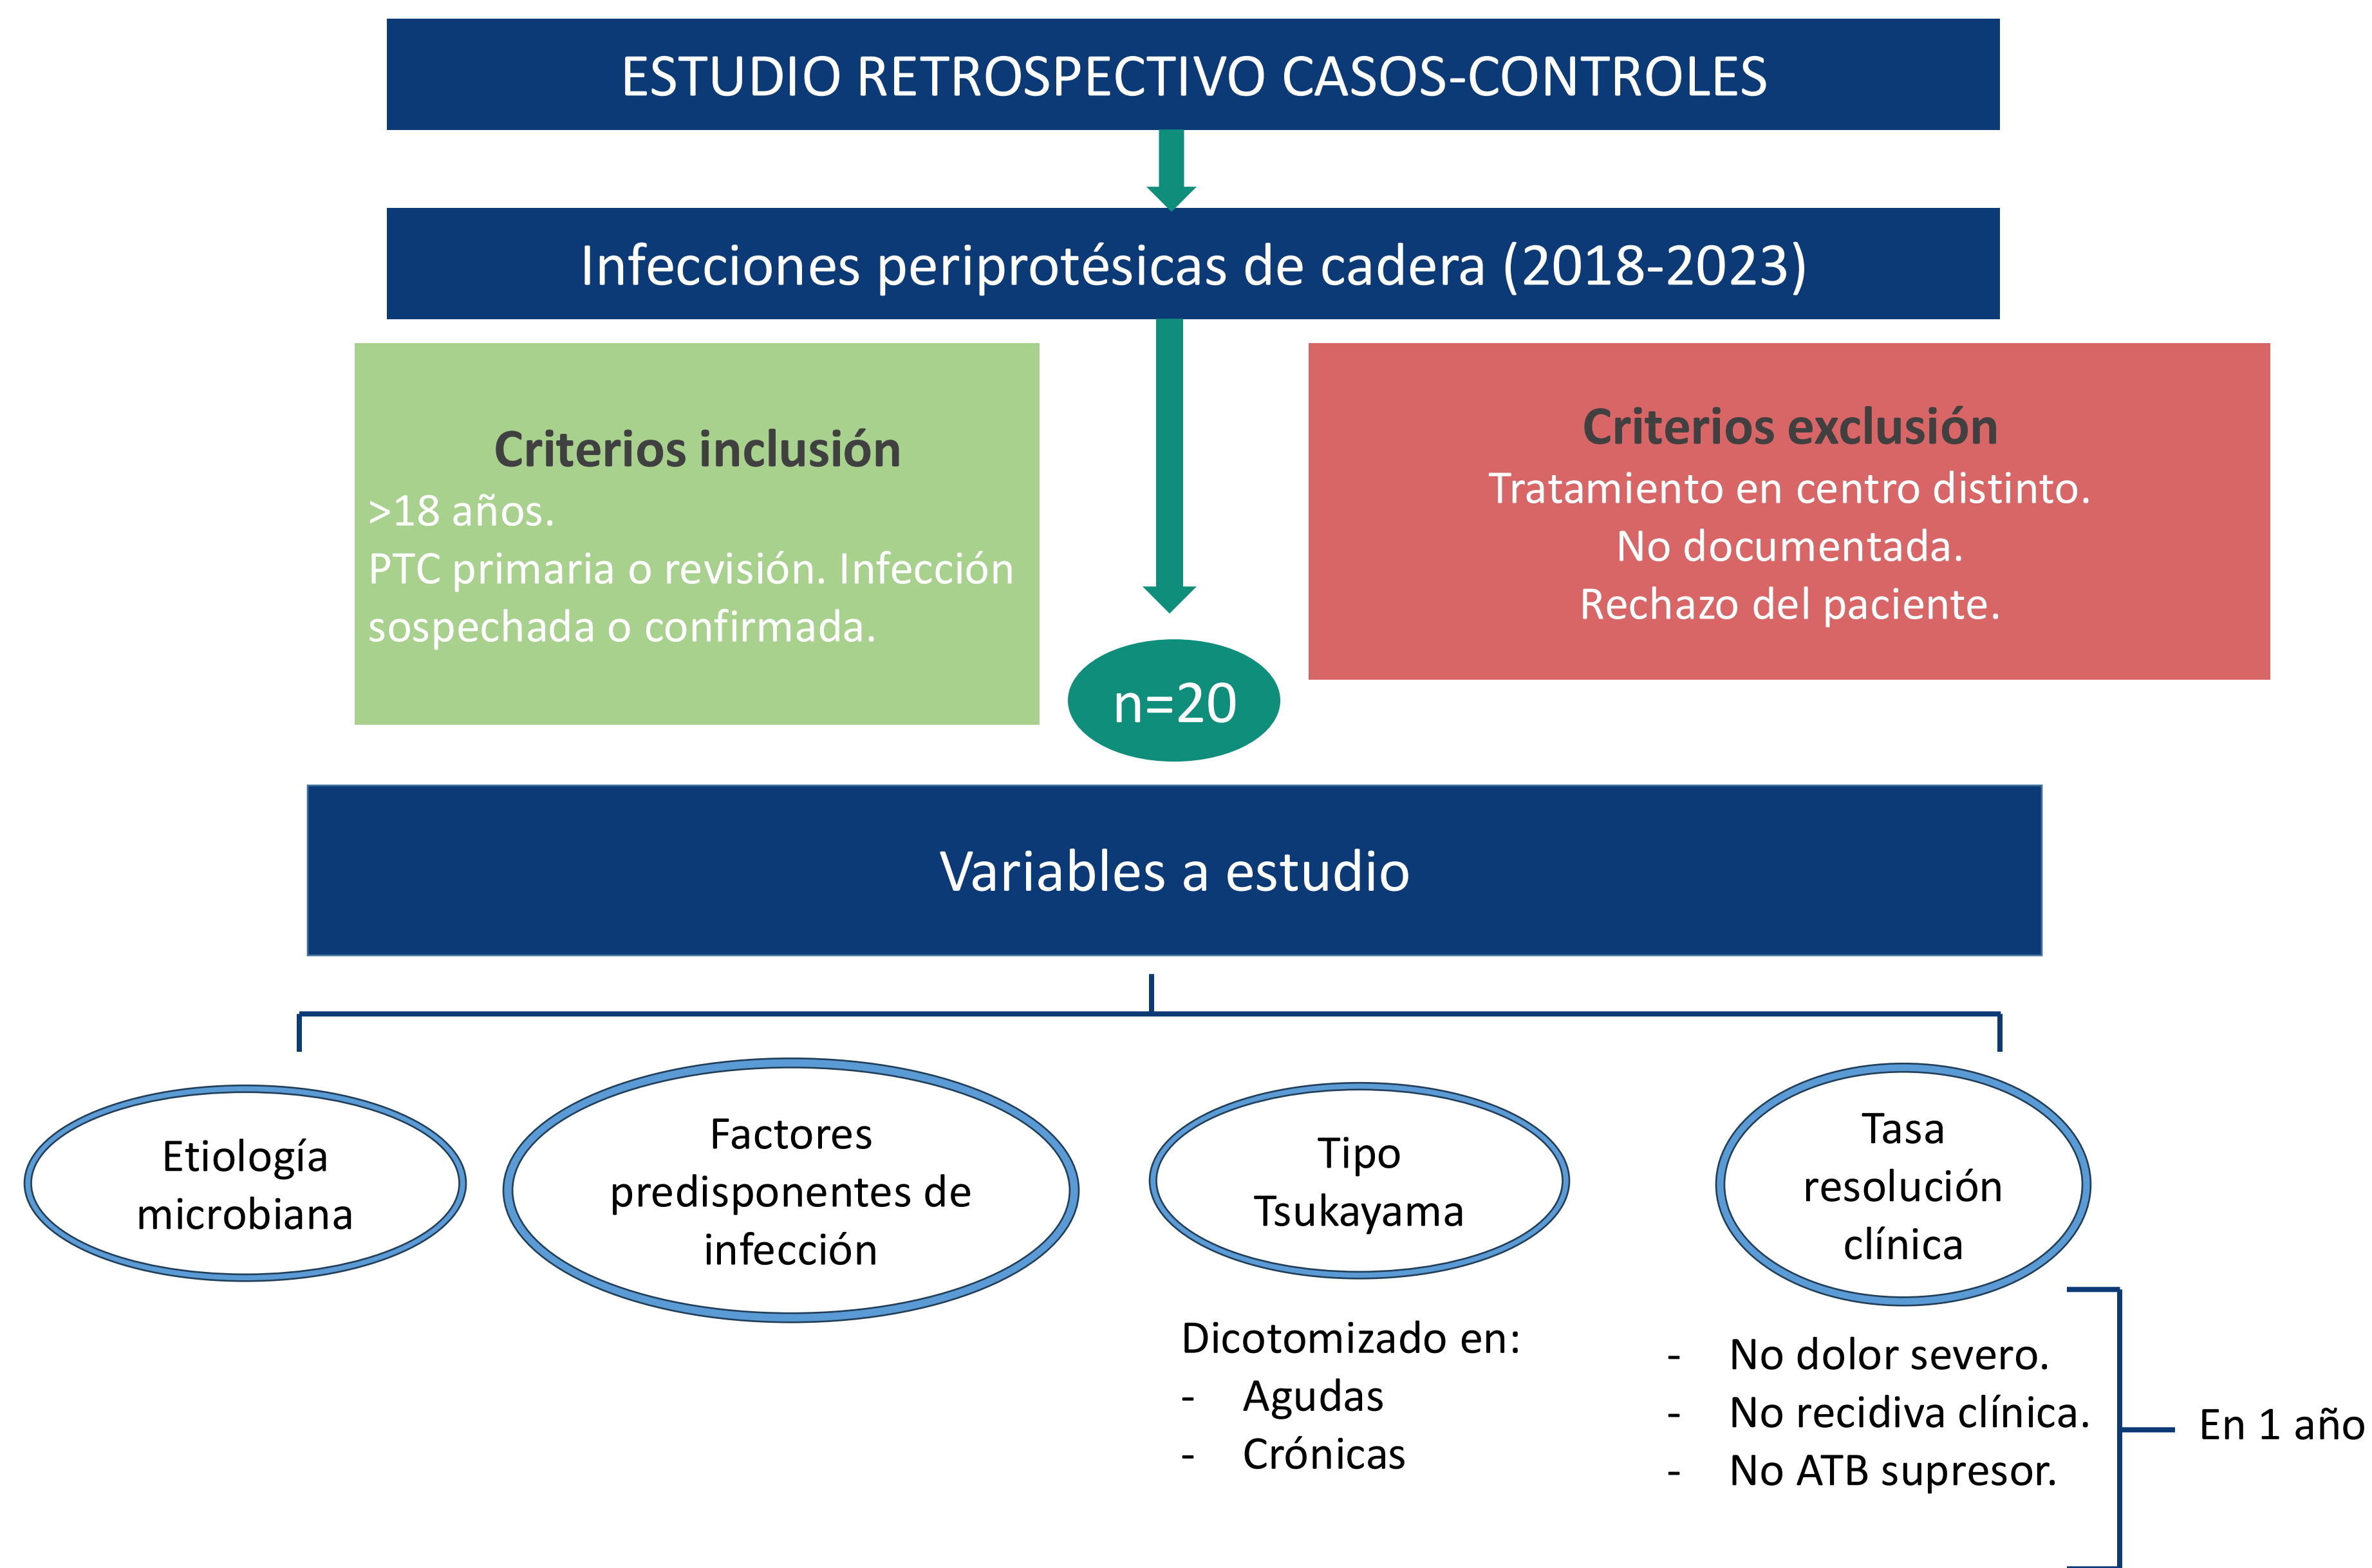 ESTUDIO RETROSPECTIVO CASOS-CONTROLES
Infecciones periprotésicas de cadera (2018-2023)
Criterios inclusión
>18 años.
PTC primaria o revisión. Infección
sospechada o confirmada.
Criterios exclusión
Tratamiento en centro distinto.
No documentada.
Rechazo del paciente.
n=20
Variables a estudio
Etiología
microbiana
Factores
predisponentes de
infección
Tipo
Tsukayama
Tasa
resolución
clínica
Dicotomizado en:
- Agudas
- Crónicas
- No dolor severo.
- No recidiva clínica.
- No ATB supresor.
En 1 año